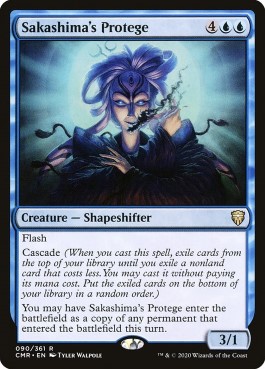 Sakashima's Protege 4
Creature — Shapeshifter
Flash
Cascade (When you cast this spell, exile cards from
the top of your library until you exile a nonland
card that costs less. You may cast it without paying
its mana cost. Put the exiled cards on the bottom of
your library in a random order.)
You may have Sakashima's Protege enter the
battlefield as a copy of any permanent that
entered the battlefield this turn.
3/1
090/361 R
CMR • EN TYLER WALPOLE ™ & © 2020 Wizards of the Coast